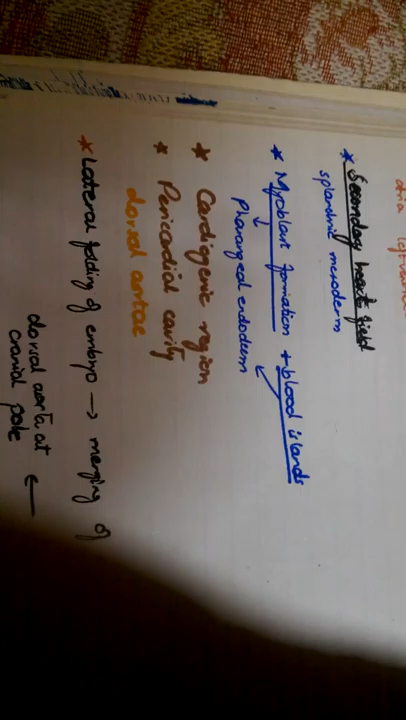 * Secondary heart field
splanchnic mesoderm
* Myoblast formation + blood islands
↓ ↙
Pharangeal endoderm
* Cardiogenic region
* Pericardial cavity
dorsal aortae
* Lateral folding of embryo → merging of
dorsal aorta, at ←
cranial pole